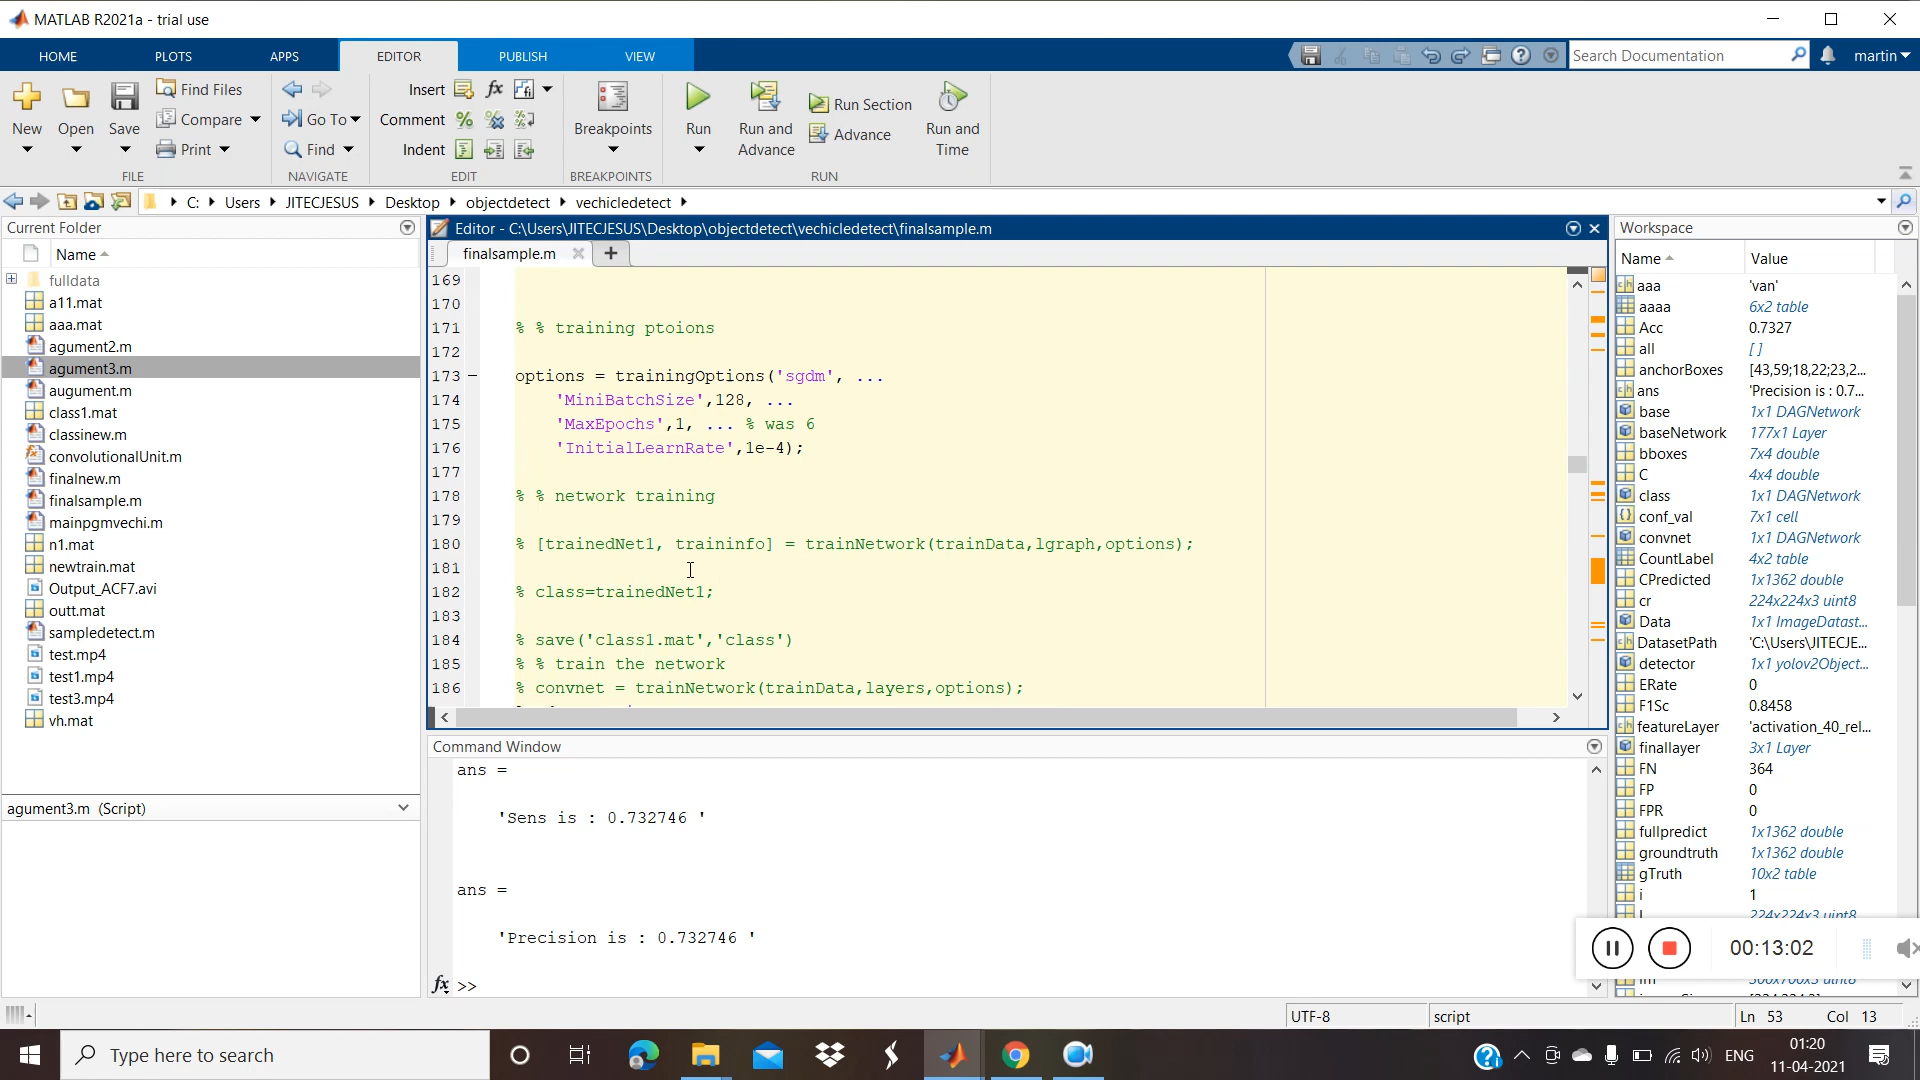 MATLAB R2021a - trial use
HOME PLOTS APPS EDITOR PUBLISH VIEW
Search Documentation
martin
New
Open
Save
Find Files
Compare
Print
FILE
Go To
Find
NAVIGATE
Insert
fx
Comment
Indent
EDIT
Breakpoints
BREAKPOINTS
Run
Run and Advance
Run Section
Advance
Run and Time
RUN
C: Users JITECJESUS Desktop objectdetect vechicledetect
Current Folder
Name
fulldata
a11.mat
aaa.mat
agument2.m
agument3.m
augument.m
class1.mat
classinew.m
convolutionalUnit.m
finalnew.m
finalsample.m
mainpgmvechi.m
n1.mat
newtrain.mat
Output_ACF7.avi
outt.mat
sampledetect.m
test.mp4
test1.mp4
test3.mp4
vh.mat
agument3.m (Script)
Editor - C:\Users\JITECJESUS\Desktop\objectdetect\vechicledetect\finalsample.m
finalsample.m
169
170
171 % % training ptoions
172
173 options = trainingOptions('sgdm', ...
174 'MiniBatchSize',128, ...
175 'MaxEpochs',1, ... % was 6
176 'InitialLearnRate',1e-4);
177
178 % % network training
179
180 % [trainedNet1, traininfo] = trainNetwork(trainData,lgraph,options);
181
182 % class=trainedNet1;
183
184 % save('class1.mat','class')
185 % % train the network
186 % convnet = trainNetwork(trainData,layers,options);
Command Window
ans =
'Sens is : 0.732746 '
ans =
'Precision is : 0.732746 '
fx >>
Workspace
Name Value
aaa 'van'
aaaa 6x2 table
Acc 0.7327
all []
anchorBoxes [43,59;18,22;23,2...
ans 'Precision is : 0.7...
base 1x1 DAGNetwork
baseNetwork 177x1 Layer
bboxes 7x4 double
C 4x4 double
class 1x1 DAGNetwork
conf_val 7x1 cell
convnet 1x1 DAGNetwork
CountLabel 4x2 table
CPredicted 1x1362 double
cr 224x224x3 uint8
Data 1x1 ImageDatast...
DatasetPath 'C:\Users\JITECJE...
detector 1x1 yolov2Object...
ERate 0
F1Sc 0.8458
featureLayer 'activation_40_rel...
finallayer 3x1 Layer
FN 364
FP 0
FPR 0
fullpredict 1x1362 double
groundtruth 1x1362 double
gTruth 10x2 table
i 1
I 224x224x3 uint8
00:13:02
UTF-8
script
Ln 53 Col 13
Type here to search
ENG
01:20
11-04-2021